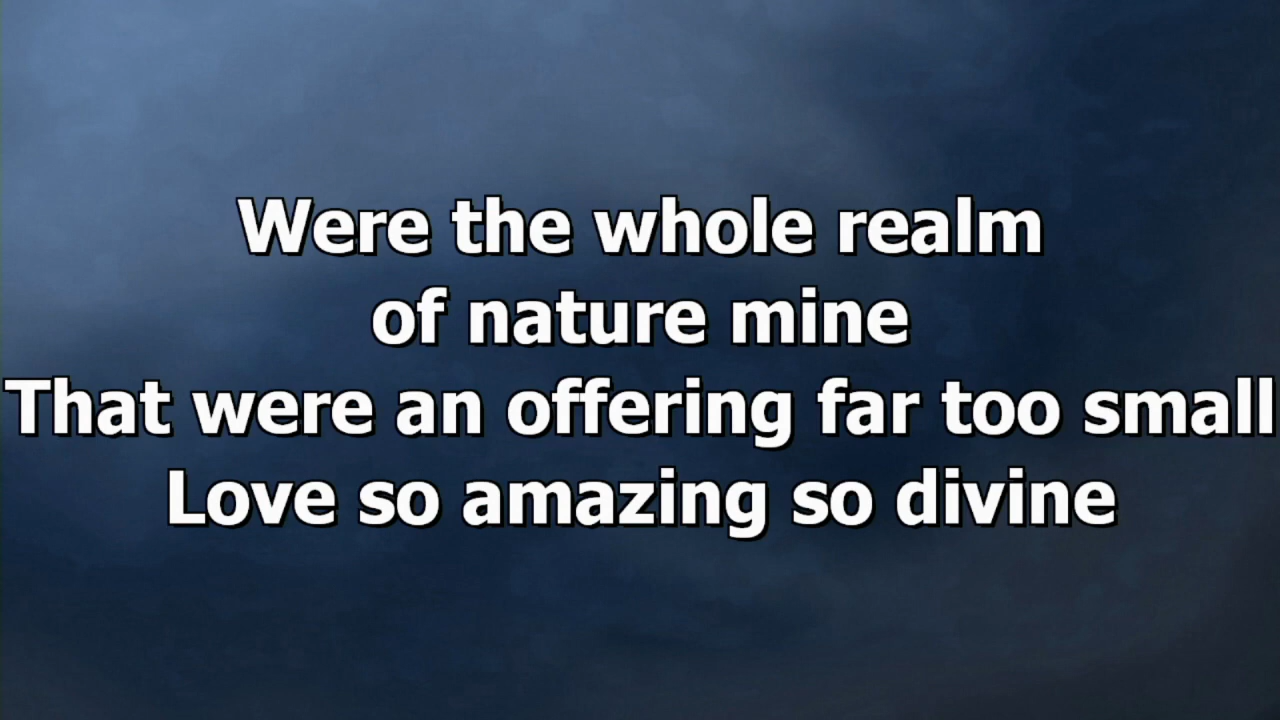 Were the whole realm
of nature mine
That were an offering far too small
Love so amazing so divine